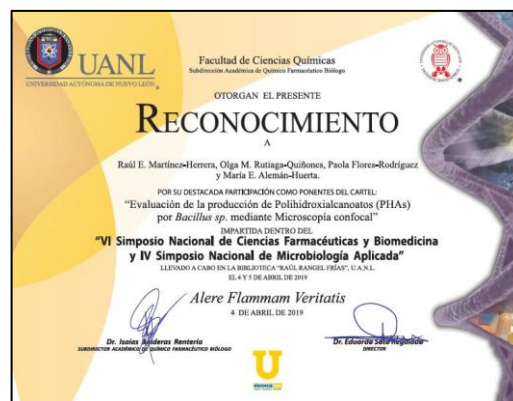 UANL
UNIVERSIDAD AUTÓNOMA DE NUEVO LEÓN
Facultad de Ciencias Químicas
Subdirección Académica de Químico Farmacéutico Biólogo
OTORGAN EL PRESENTE
RECONOCIMIENTO
A
Raúl E. Martínez-Herrera, Olga M. Rutiaga-Quiñones, Paola Flores-Rodríguez
y María E. Alemán-Huerta.
POR SU DESTACADA PARTICIPACIÓN COMO PONENTES DEL CARTEL:
“Evaluación de la producción de Polihidroxialcanoatos (PHAs)
por Bacillus sp. mediante Microscopía confocal”
IMPARTIDA DENTRO DEL
"VI Simposio Nacional de Ciencias Farmacéuticas y Biomedicina
y IV Simposio Nacional de Microbiología Aplicada"
LLEVADO A CABO EN LA BIBLIOTECA "RAÚL RANGEL FRÍAS", U.A.N.L.
EL 4 Y 5 DE ABRIL DE 2019
Alere Flammam Veritatis
4 DE ABRIL DE 2019
Dr. Isaías Balderas Rentería
SUBDIRECTOR ACADÉMICO DE QUÍMICO FARMACÉUTICO BIÓLOGO
Dr. Eduardo Soto Regalado
DIRECTOR
U